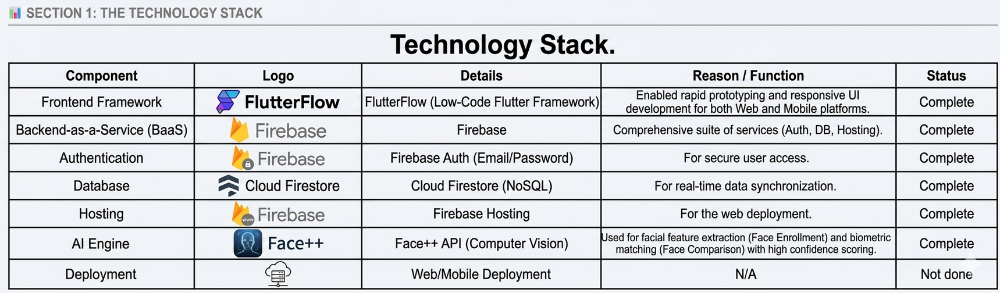 SECTION 1: THE TECHNOLOGY STACK
Technology Stack.
Component Logo Details Reason / Function Status
Frontend Framework FlutterFlow FlutterFlow (Low-Code Flutter Framework) Enabled rapid prototyping and responsive UI
development for both Web and Mobile platforms. Complete
Backend-as-a-Service (BaaS) Firebase Firebase Comprehensive suite of services (Auth, DB, Hosting). Complete
Authentication Firebase Firebase Auth (Email/Password) For secure user access. Complete
Database Cloud Firestore Cloud Firestore (NoSQL) For real-time data synchronization. Complete
Hosting www Firebase Firebase Hosting For the web deployment. Complete
AI Engine Face++ Face++ API (Computer Vision) Used for facial feature extraction (Face Enrollment) and biometric
matching (Face Comparison) with high confidence scoring. Complete
Deployment Web/Mobile Deployment N/A Not done